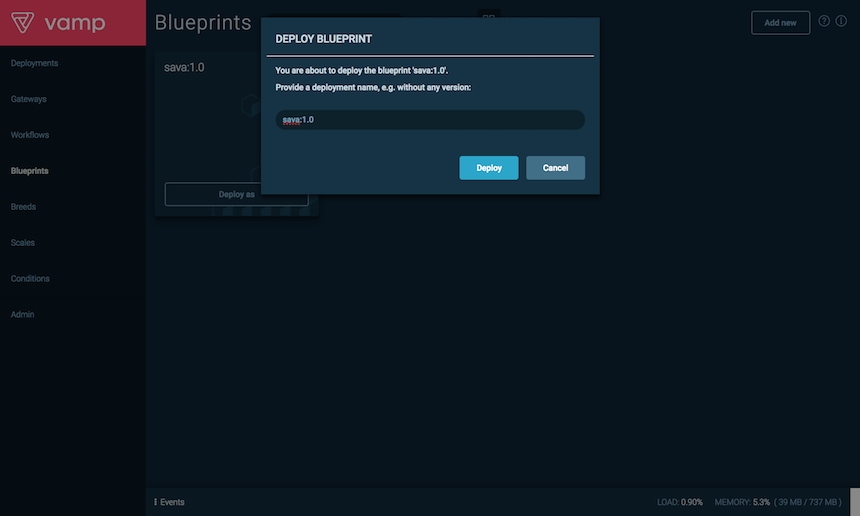 vamp
Blueprints
Add new
DEPLOY BLUEPRINT
You are about to deploy the blueprint 'sava:1.0'.
Provide a deployment name, e.g. without any version:
sava:1.0
Deploy
Cancel
sava:1.0
Deploy as
Deployments
Gateways
Workflows
Blueprints
Breeds
Scales
Conditions
Admin
Events
LOAD: 0.90%
MEMORY: 5.3% ( 39 MB / 737 MB )